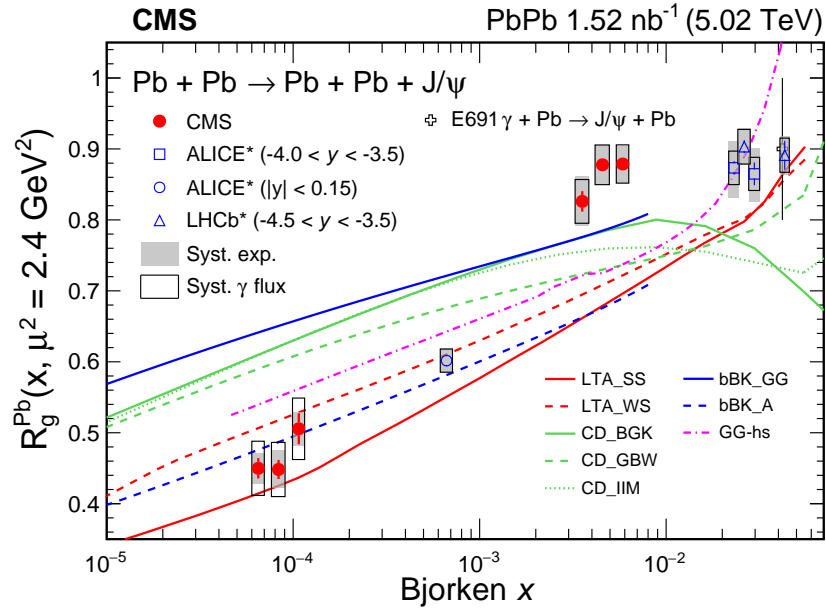 CMS
PbPb 1.52 nb⁻¹ (5.02 TeV)
Pb + Pb → Pb + Pb + J/ψ
CMS
ALICE* (-4.0 < y < -3.5)
ALICE* (|y| < 0.15)
LHCb* (-4.5 < y < -3.5)
Syst. exp.
Syst. γ flux
E691 γ + Pb → J/ψ + Pb
LTA_SS
LTA_WS
CD_BGK
CD_GBW
CD_IIM
bBK_GG
bBK_A
GG-hs
1
0.9
0.8
0.7
0.6
0.5
0.4
R_g^Pb(x, μ² = 2.4 GeV²)
10⁻⁵
10⁻⁴
10⁻³
10⁻²
Bjorken x